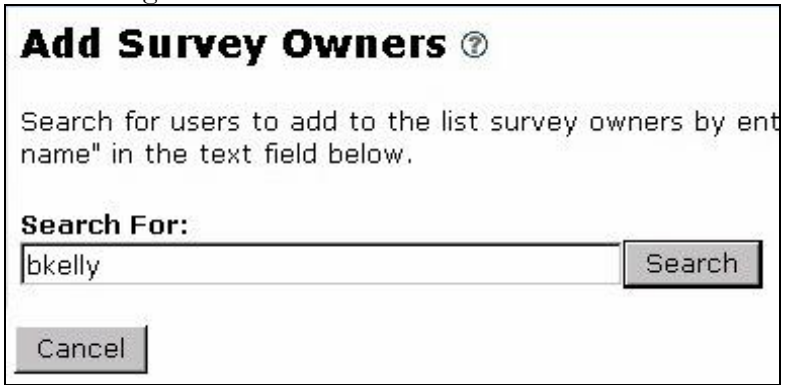 Add Survey Owners ?
Search for users to add to the list survey owners by ent
name" in the text field below.
Search For:
bkelly Search
Cancel